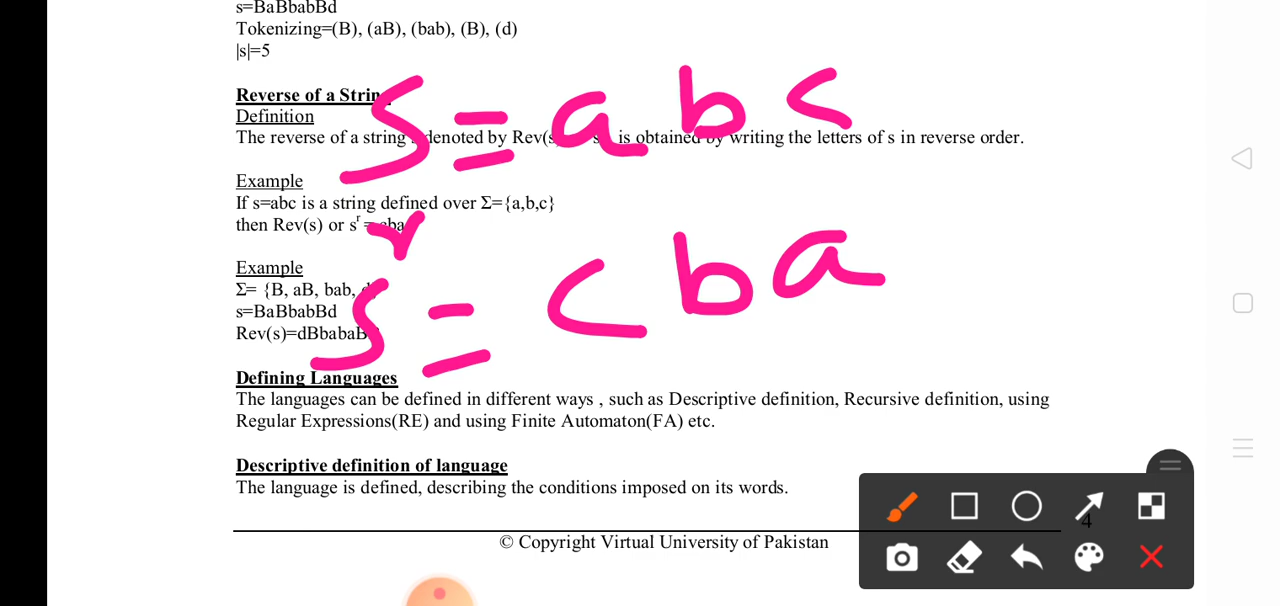 s=BaBbabBd
Tokenizing=(B), (aB), (bab), (B), (d)
|s|=5
Reverse of a Strin
Definition
The reverse of a string denoted by Rev(s is obtained by writing the letters of s in reverse order.
s=abc
Example
If s=abc is a string defined over Σ={a,b,c}
then Rev(s) or sʳ = cba
sʳ=cba
Example
Σ= {B, aB, bab, d}
s=BaBbabBd
Rev(s)=dBbabaB
Defining Languages
The languages can be defined in different ways , such as Descriptive definition, Recursive definition, using
Regular Expressions(RE) and using Finite Automaton(FA) etc.
Descriptive definition of language
The language is defined, describing the conditions imposed on its words.
4
© Copyright Virtual University of Pakistan